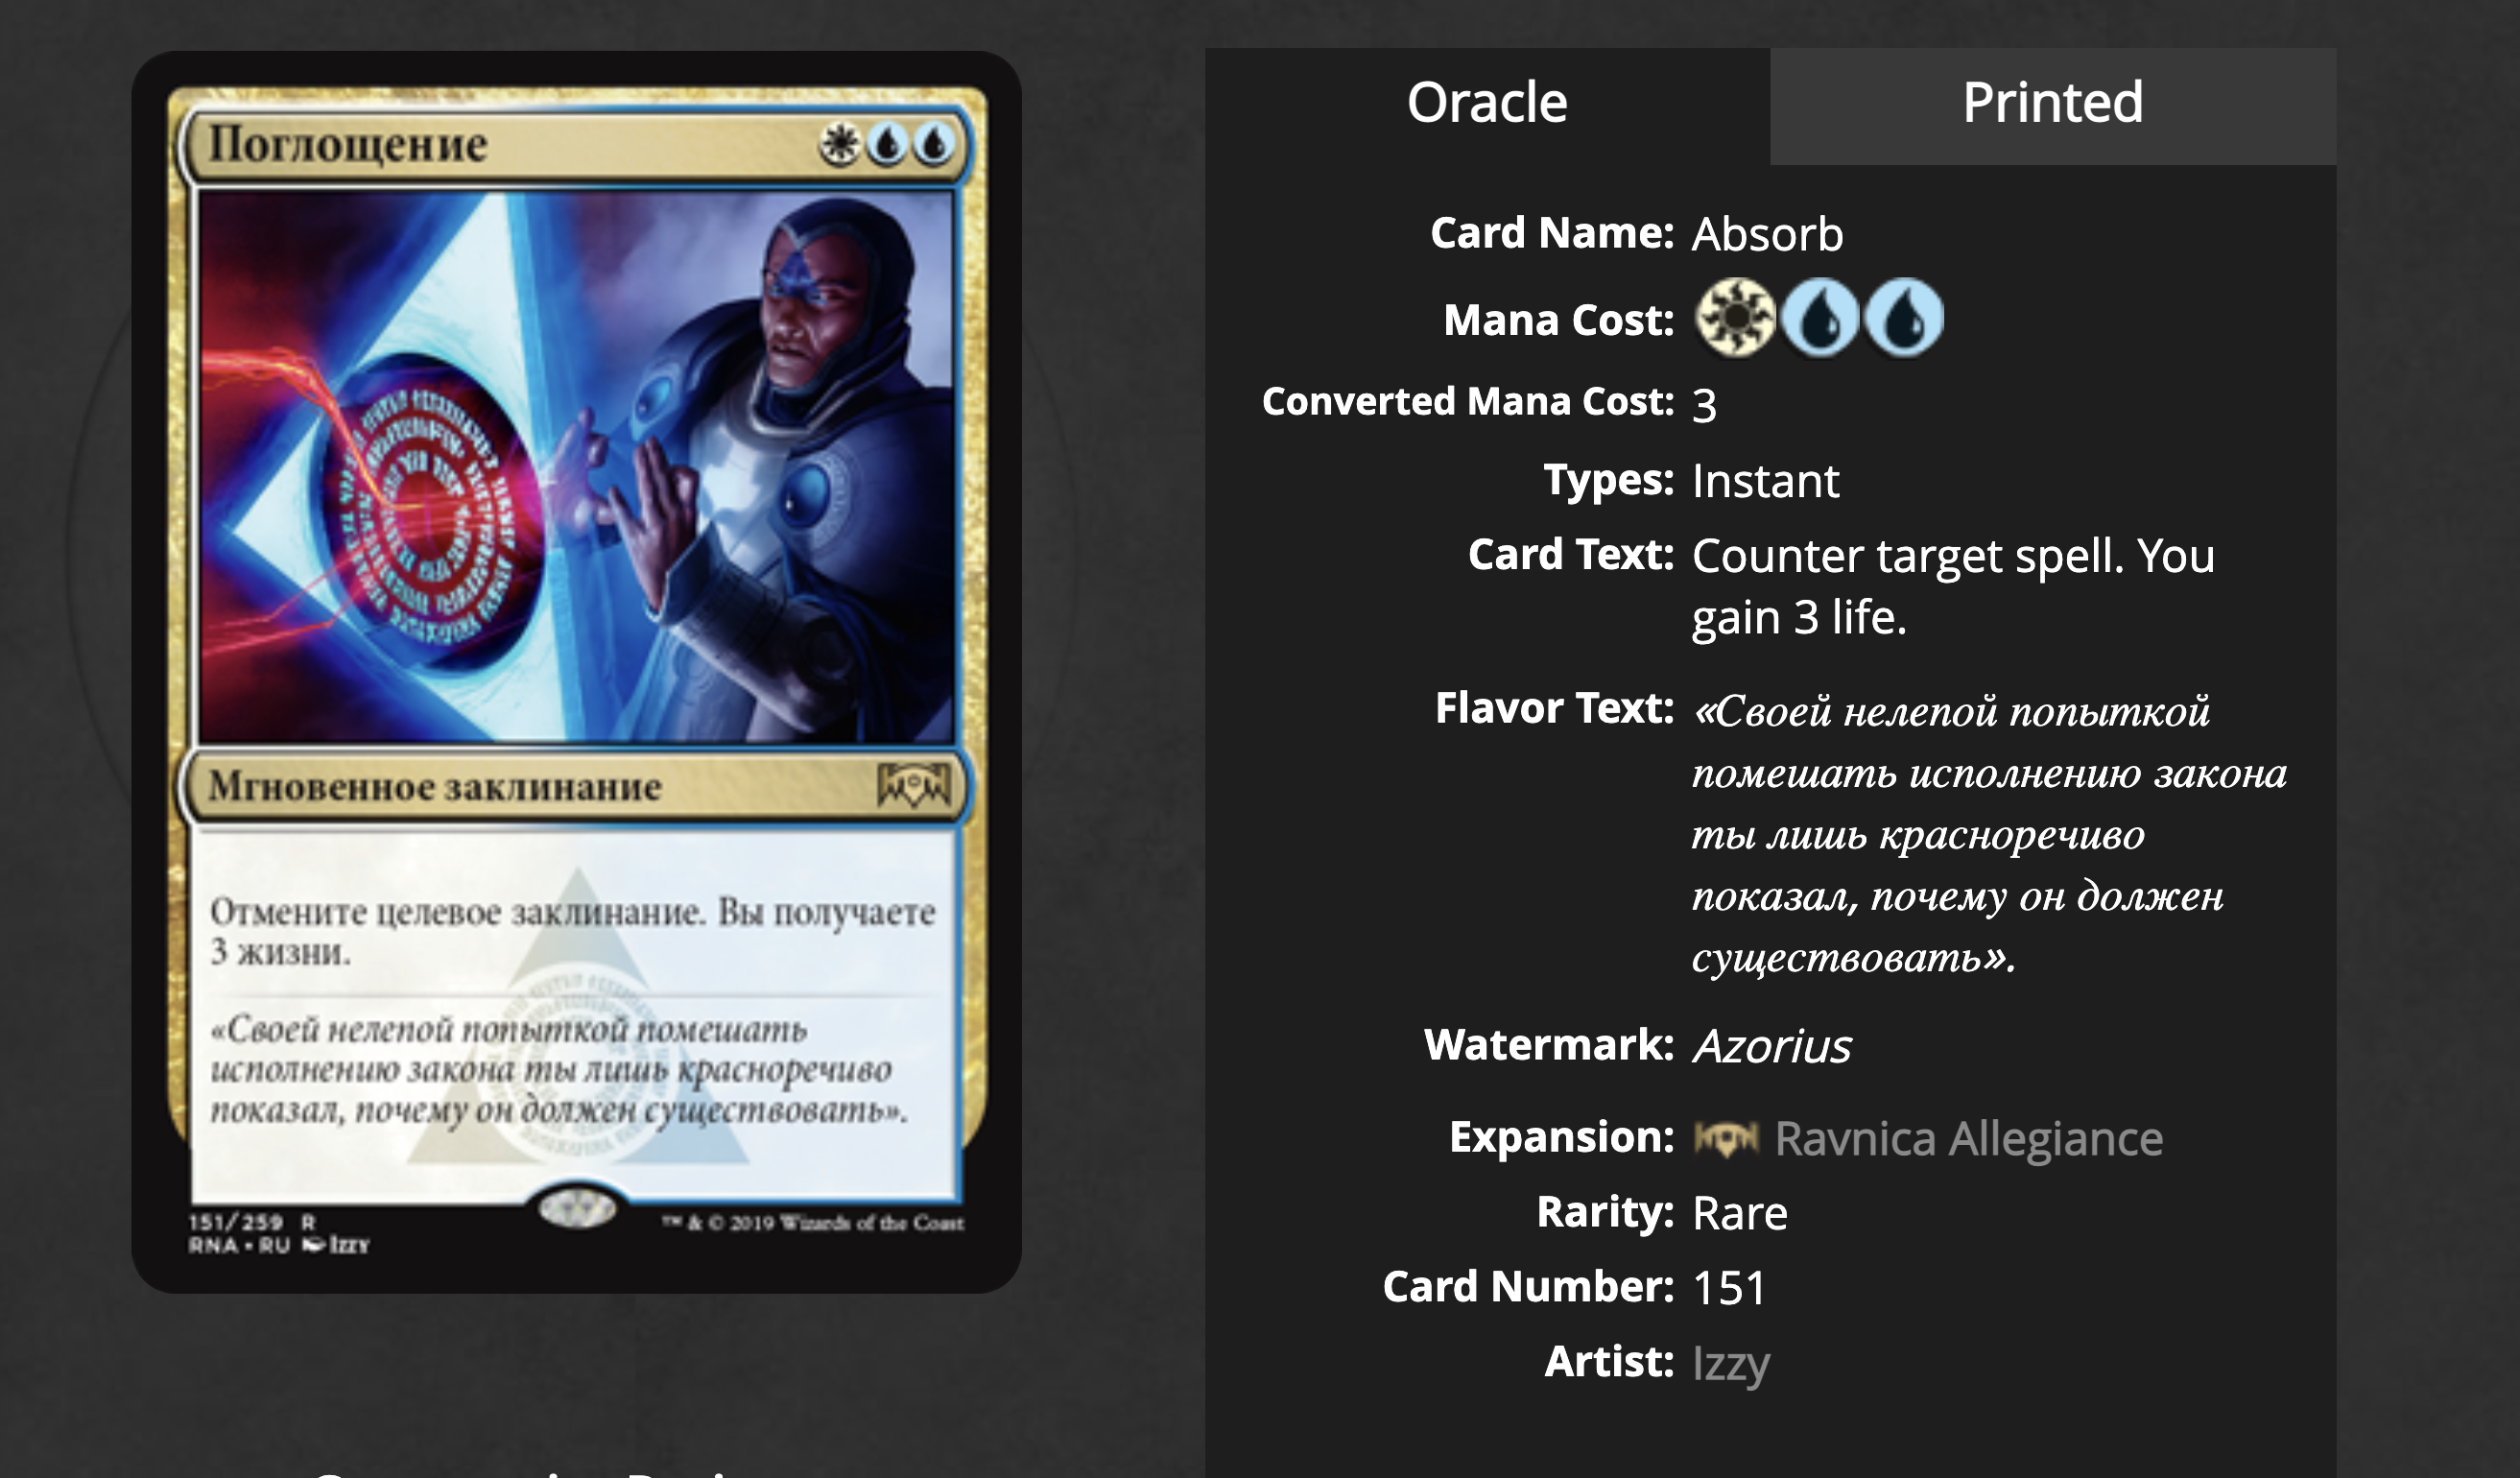 Поглощение
Мгновенное заклинание
Отмените целевое заклинание. Вы получаете
3 жизни.
«Своей нелепой попыткой помешать
исполнению закона ты лишь красноречиво
показал, почему он должен существовать».
151/259 R
RNA • RU Izzy
™ & © 2019 Wizards of the Coast
Oracle
Printed
Card Name: Absorb
Mana Cost:
Converted Mana Cost: 3
Types: Instant
Card Text: Counter target spell. You
gain 3 life.
Flavor Text: «Своей нелепой попыткой
помешать исполнению закона
ты лишь красноречиво
показал, почему он должен
существовать».
Watermark: Azorius
Expansion: Ravnica Allegiance
Rarity: Rare
Card Number: 151
Artist: Izzy